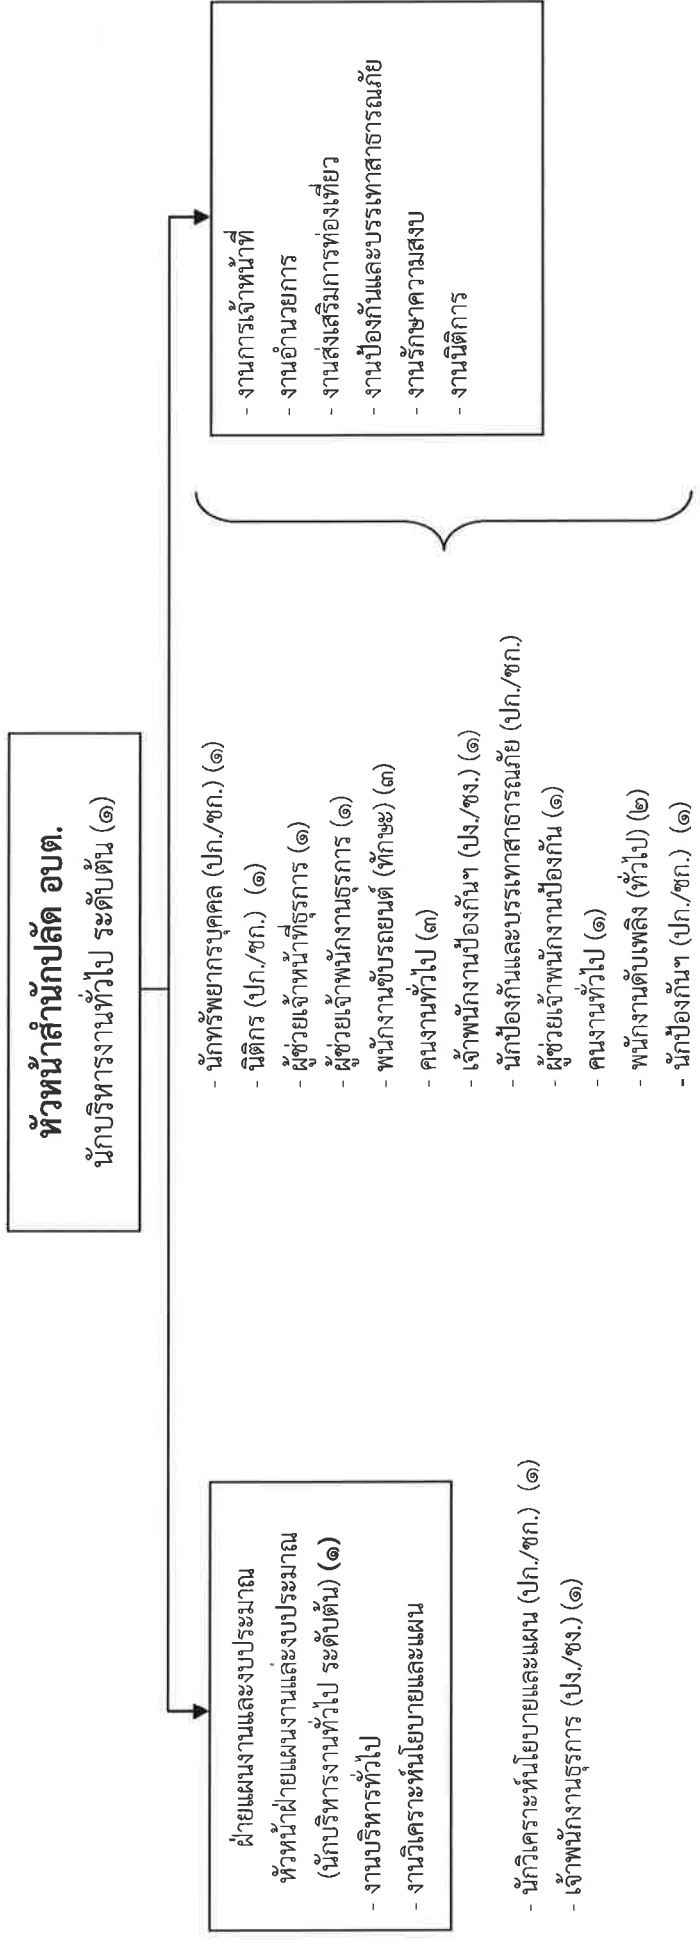 หัวหน้าสำนักปลัด อบต.
นักบริหารงานทั่วไป ระดับต้น (๑)
ฝ่ายแผนงานและงบประมาณ
หัวหน้าฝ่ายแผนงานและงบประมาณ
(นักบริหารงานทั่วไป ระดับต้น) (๑)
- งานบริหารทั่วไป
- งานวิเคราะห์นโยบายและแผน
- นักวิเคราะห์นโยบายและแผน (ปก./ชก.) (๑)
- เจ้าพนักงานธุรการ (ปง./ชง.) (๑)
- นักทรัพยากรบุคคล (ปก./ชก.) (๑)
- นิติกร (ปก./ชก.) (๑)
- ผู้ช่วยเจ้าหน้าที่ธุรการ (๑)
- ผู้ช่วยเจ้าพนักงานธุรการ (๑)
- พนักงานขับรถยนต์ (ทักษะ) (๓)
- คนงานทั่วไป (๓)
- เจ้าพนักงานป้องกันฯ (ปง./ชง.) (๑)
- นักป้องกันและบรรเทาสาธารณภัย (ปก./ชก.)
- ผู้ช่วยเจ้าพนักงานป้องกัน (๑)
- คนงานทั่วไป (๑)
- พนักงานดับเพลิง (ทั่วไป) (๒)
- นักป้องกันฯ (ปก./ชก.) (๑)
- งานการเจ้าหน้าที่
- งานอำนวยการ
- งานส่งเสริมการท่องเที่ยว
- งานป้องกันและบรรเทาสาธารณภัย
- งานรักษาความสงบ
- งานนิติการ